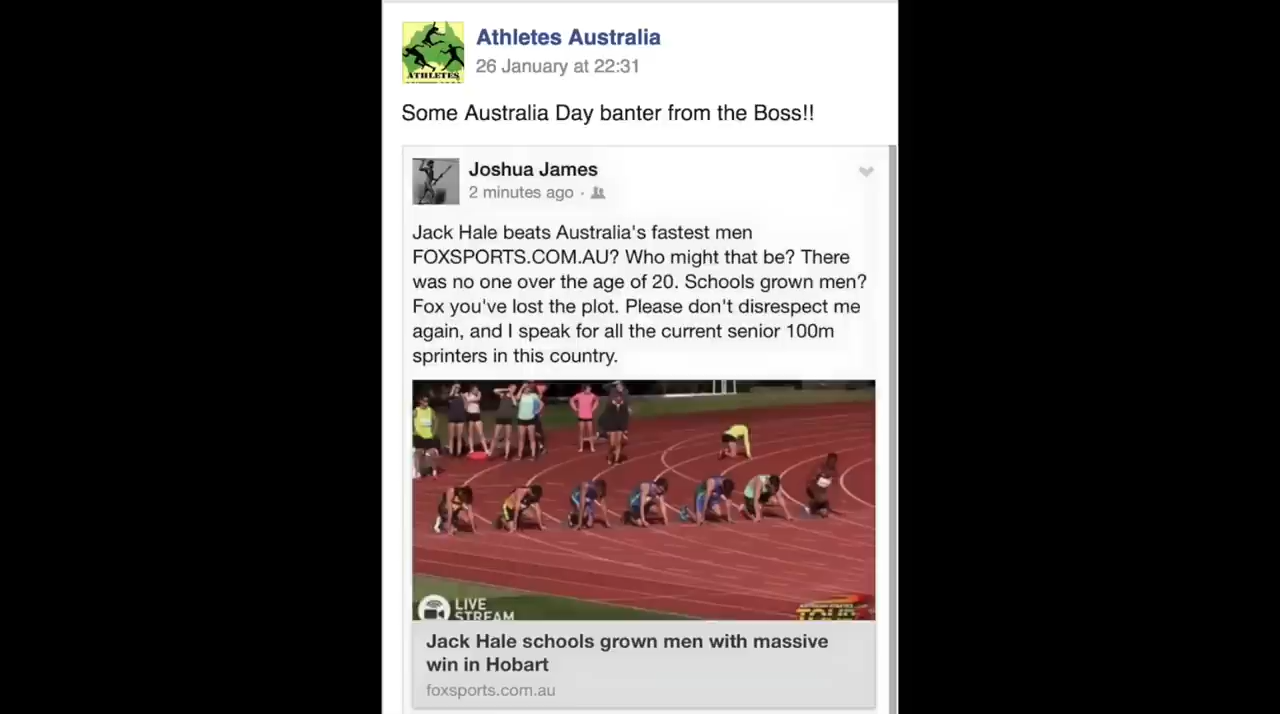 ATHLETES
Athletes Australia
26 January at 22:31
Some Australia Day banter from the Boss!!
Joshua James
2 minutes ago ·
Jack Hale beats Australia's fastest men
FOXSPORTS.COM.AU? Who might that be? There
was no one over the age of 20. Schools grown men?
Fox you've lost the plot. Please don't disrespect me
again, and I speak for all the current senior 100m
sprinters in this country.
LIVE
STREAM
TOUR
Jack Hale schools grown men with massive
win in Hobart
foxsports.com.au